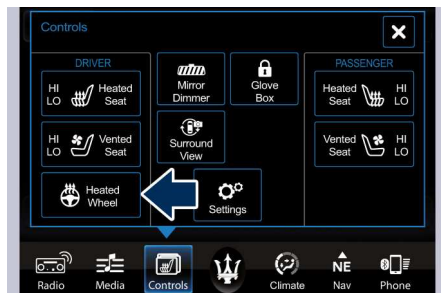 Controls
DRIVER
PASSENGER
HI
LO
Heated
Seat
Mirror
Dimmer
Glove
Box
Heated
Seat
HI
LO
HI
LO
Vented
Seat
Surround
View
Vented
Seat
HI
LO
Heated
Wheel
Settings
Radio
Media
Controls
Climate
NE
Nav
Phone